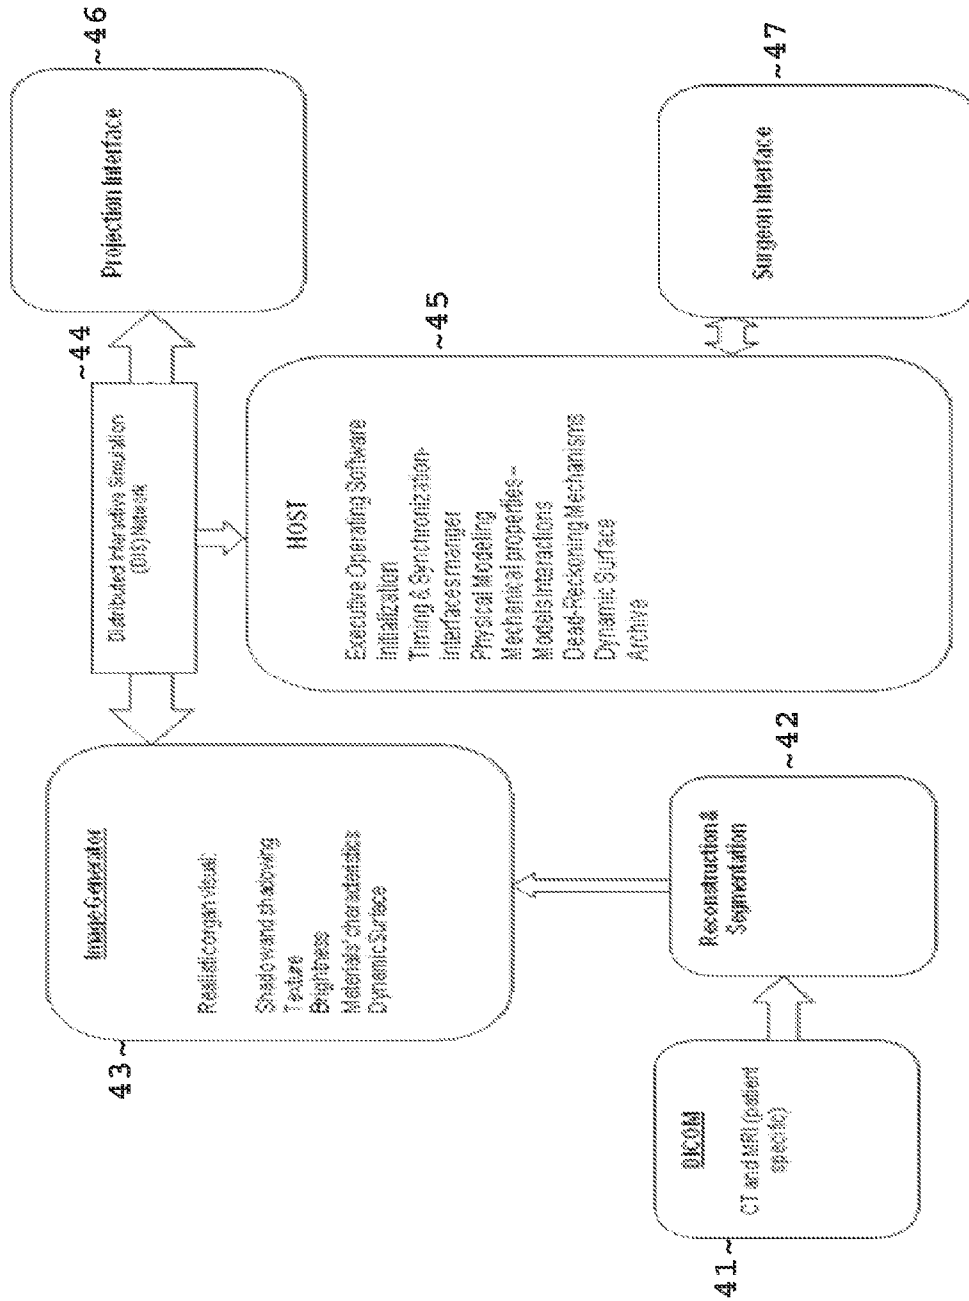 43~
Image Generator
Realistic organ visual:
Shadow and shadowing
Texture
Brightness
Materials' characteristics
Dynamic Surface
~44
Distributed Interactive Simulation
(DIS) Network
~46
Projection Interface
41~
DICOM
CT and MRI (patient
specific)
~42
Reconstruction &
Segmentation
~45
HOST
Executive Operating Software
Initialization
Timing & Synchronization-
Interfaces manger
Physical Modeling
Mechanical properties-
Models Interactions
Dead-Reckoning Mechanisms
Dynamic Surface
Archive
~47
Surgeon Interface